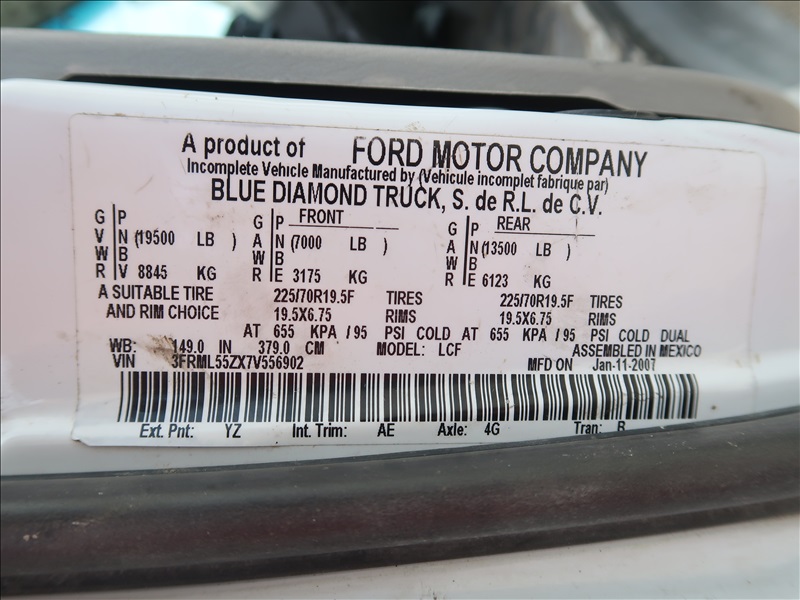 A product of FORD MOTOR COMPANY
Incomplete Vehicle Manufactured by (Véhicule incomplet fabrique par)
BLUE DIAMOND TRUCK, S. de R.L. de C.V.
G P G P FRONT G P REAR
V N (19500 LB ) A N (7000 LB ) A N (13500 LB )
W B W B W B
R V 8845 KG R E 3175 KG R E 6123 KG
A SUITABLE TIRE 225/70R19.5F TIRES 225/70R19.5F TIRES
AND RIM CHOICE 19.5X6.75 RIMS 19.5X6.75 RIMS
AT 655 KPA / 95 PSI COLD AT 655 KPA / 95 PSI COLD DUAL
WB: 149.0 IN 379.0 CM MODEL: LCF ASSEMBLED IN MEXICO
VIN 3FRML55ZX7V556902 MFD ON Jan-11-2007
Ext. Pnt: YZ Int. Trim: AE Axle: 4G Tran: B